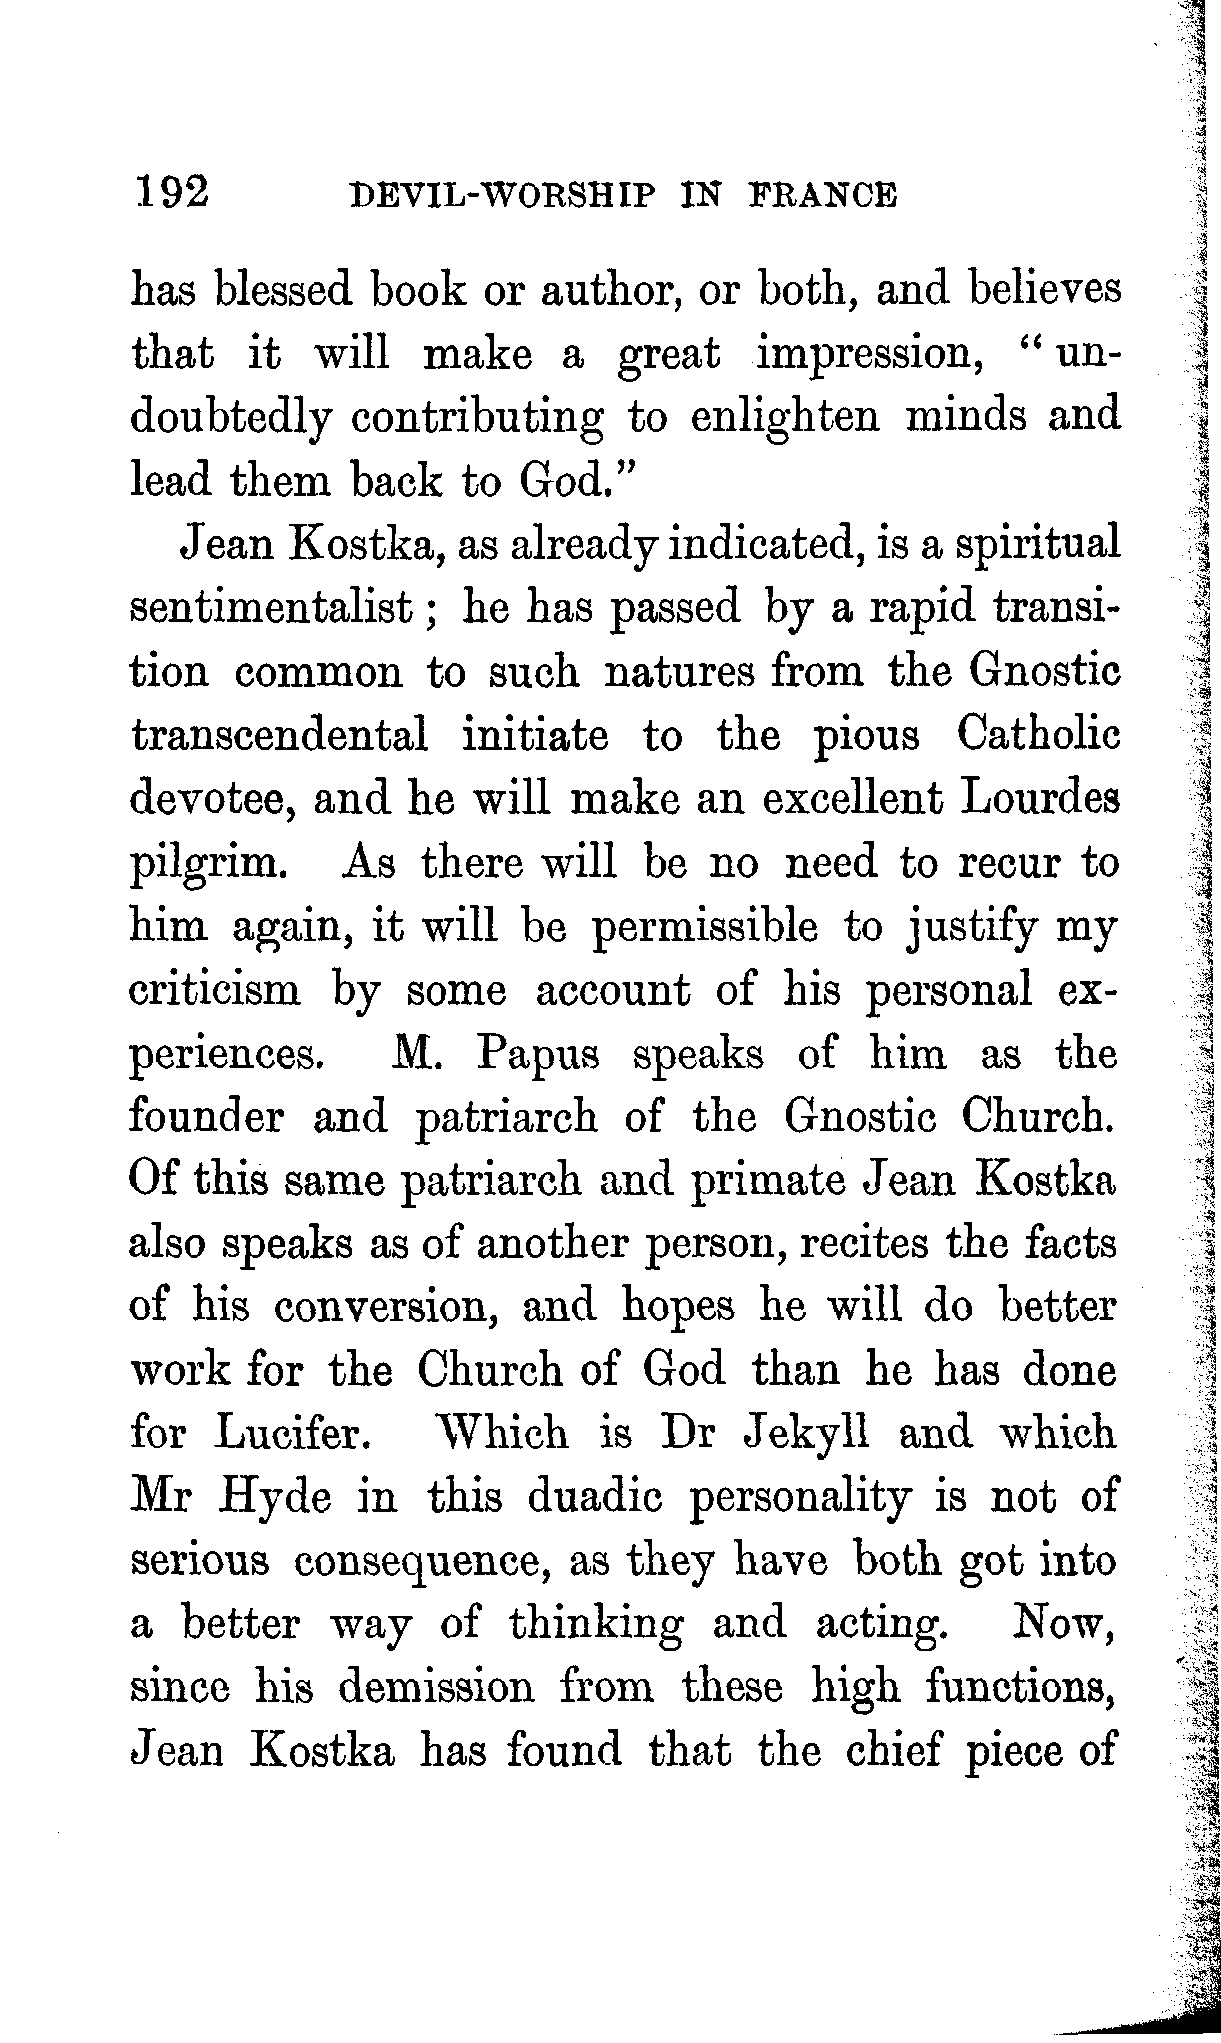 192 DEVIL-WORSHIP IN FRANCE
has blessed book or author, or both, and believes
that it will make a great impression, “ un-
doubtedly contributing to enlighten minds and
lead them back to God.”
Jean Kostka, as already indicated, is a spiritual
sentimentalist ; he has passed by a rapid transi-
tion common to such natures from the Gnostic
transcendental initiate to the pious Catholic
devotee, and he will make an excellent Lourdes
pilgrim. As there will be no need to recur to
him again, it will be permissible to justify my
criticism by some account of his personal ex-
periences. M. Papus speaks of him as the
founder and patriarch of the Gnostic Church.
Of this same patriarch and primate Jean Kostka
also speaks as of another person, recites the facts
of his conversion, and hopes he will do better
work for the Church of God than he has done
for Lucifer. Which is Dr Jekyll and which
Mr Hyde in this duadic personality is not of
serious consequence, as they have both got into
a better way of thinking and acting. Now,
since his demission from these high functions,
Jean Kostka has found that the chief piece of